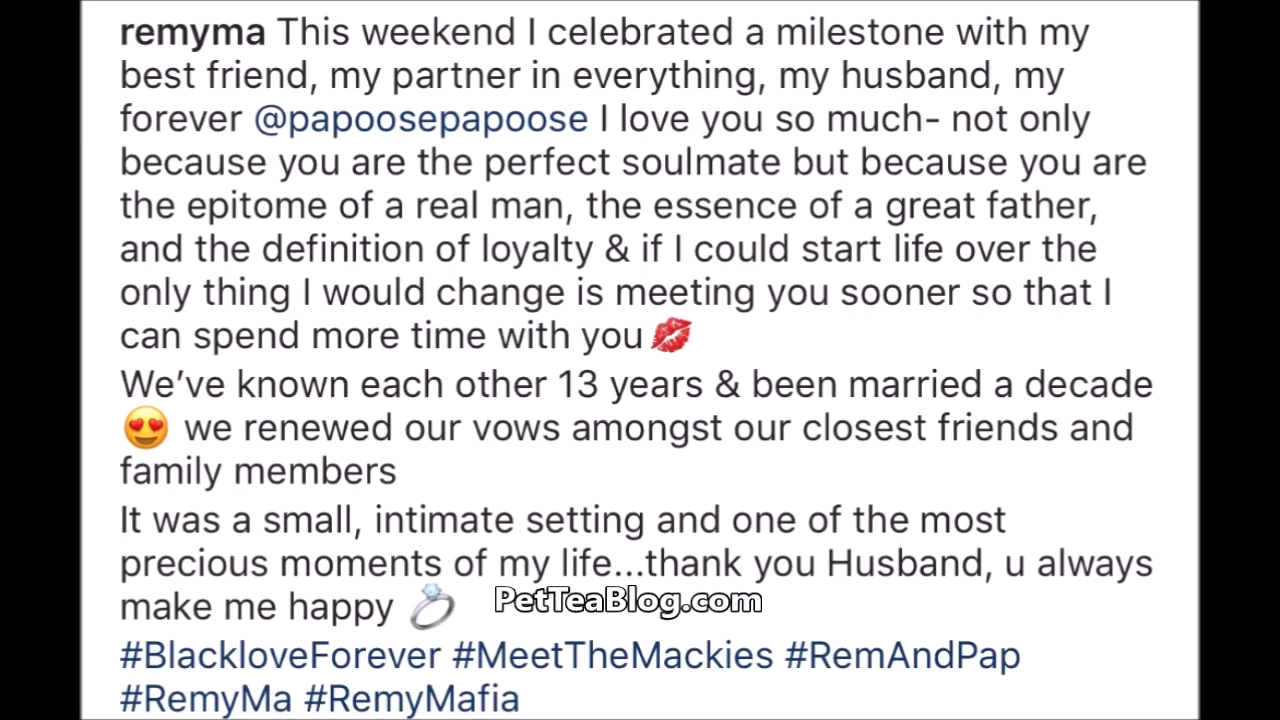 remyma This weekend I celebrated a milestone with my
best friend, my partner in everything, my husband, my
forever @papoosepapoose I love you so much- not only
because you are the perfect soulmate but because you are
the epitome of a real man, the essence of a great father,
and the definition of loyalty & if I could start life over the
only thing I would change is meeting you sooner so that I
can spend more time with you💋
We’ve known each other 13 years & been married a decade
😍 we renewed our vows amongst our closest friends and
family members
It was a small, intimate setting and one of the most
precious moments of my life...thank you Husband, u always
make me happy 💍
PetTeaBlog.com
#BlackloveForever #MeetTheMackies #RemAndPap
#RemyMa #RemyMafia